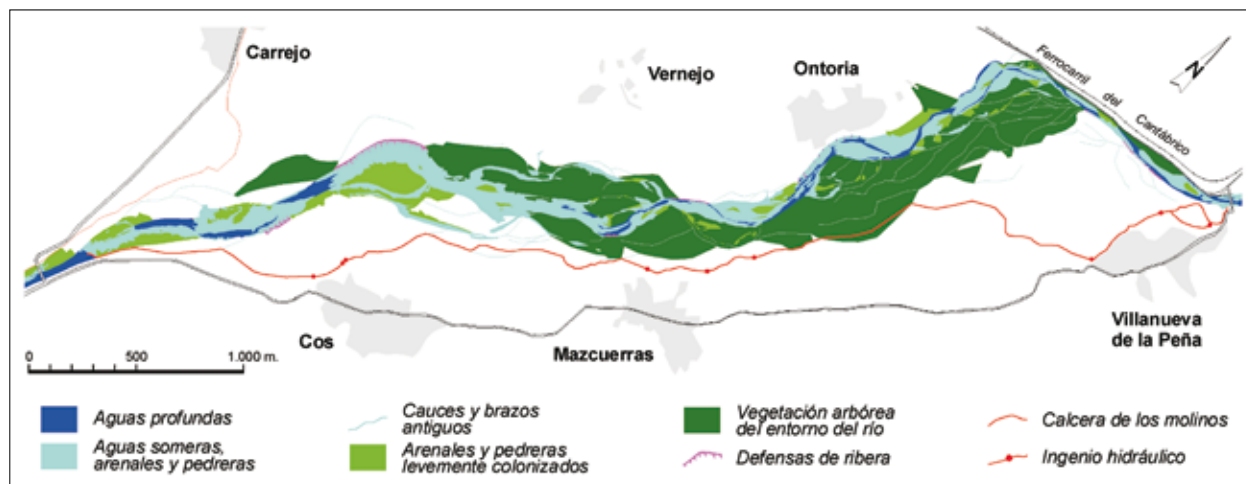 Carrejo
Vernejo
Ontoria
Ferrocarril del Cantábrico
N
Cos
Mazcuerras
Villanueva
de la Peña
0 500 1.000 m.
Aguas profundas
Aguas someras,
arenales y pedreras
Cauces y brazos
antiguos
Arenales y pedreras
levemente colonizados
Vegetación arbórea
del entorno del río
Defensas de ribera
Calcera de los molinos
Ingenio hidráulico